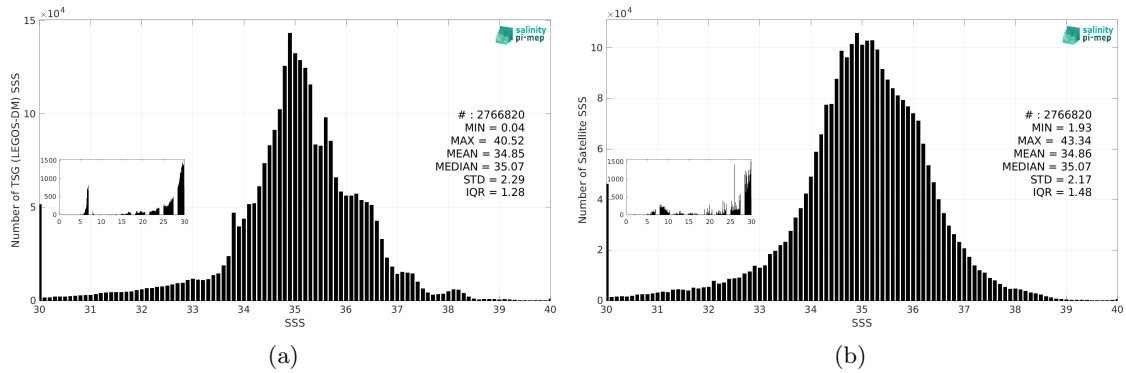 ×10⁴
15
10
5
0
Number of TSG (LEGOS-DM) SSS
salinity
pi-mep
# : 2766820
MIN = 0.04
MAX = 40.52
MEAN = 34.85
MEDIAN = 35.07
STD = 2.29
IQR = 1.28
1500
1000
500
0
0 5 10 15 20 25 30
30 31 32 33 34 35 36 37 38 39 40
SSS
(a)
×10⁴
10
8
6
4
2
0
Number of Satellite SSS
salinity
pi-mep
# : 2766820
MIN = 1.93
MAX = 43.34
MEAN = 34.86
MEDIAN = 35.07
STD = 2.17
IQR = 1.48
1500
1000
500
0
0 5 10 15 20 25 30
30 31 32 33 34 35 36 37 38 39 40
SSS
(b)